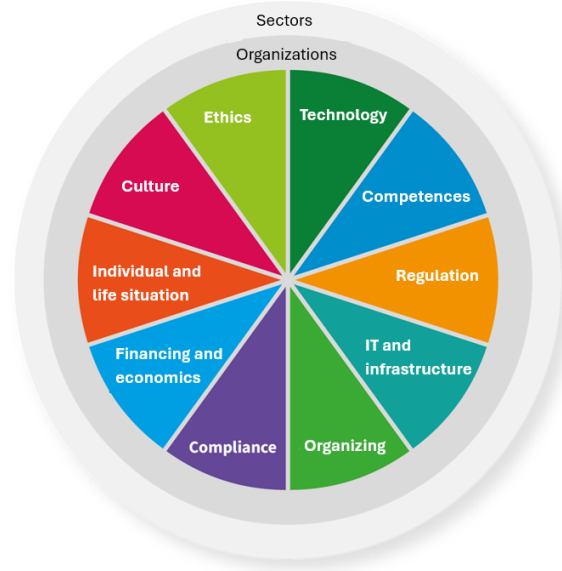 Sectors
Organizations
Ethics
Technology
Culture
Competences
Individual and
life situation
Regulation
Financing and
economics
IT and
infrastructure
Compliance
Organizing